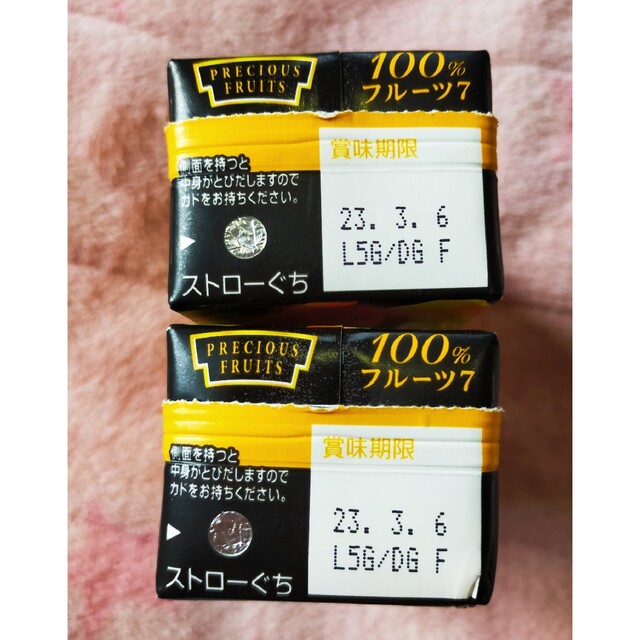 PRECIOUS
FRUITS
100%
フルーツ7
賞味期限
側面を持つと
中身がとびだしますので
カドをお持ちください。
23. 3. 6
L5G/DG F
ストローぐち
PRECIOUS
FRUITS
100%
フルーツ7
賞味期限
側面を持つと
中身がとびだしますので
カドをお持ちください。
23. 3. 6
L5G/DG F
ストローぐち